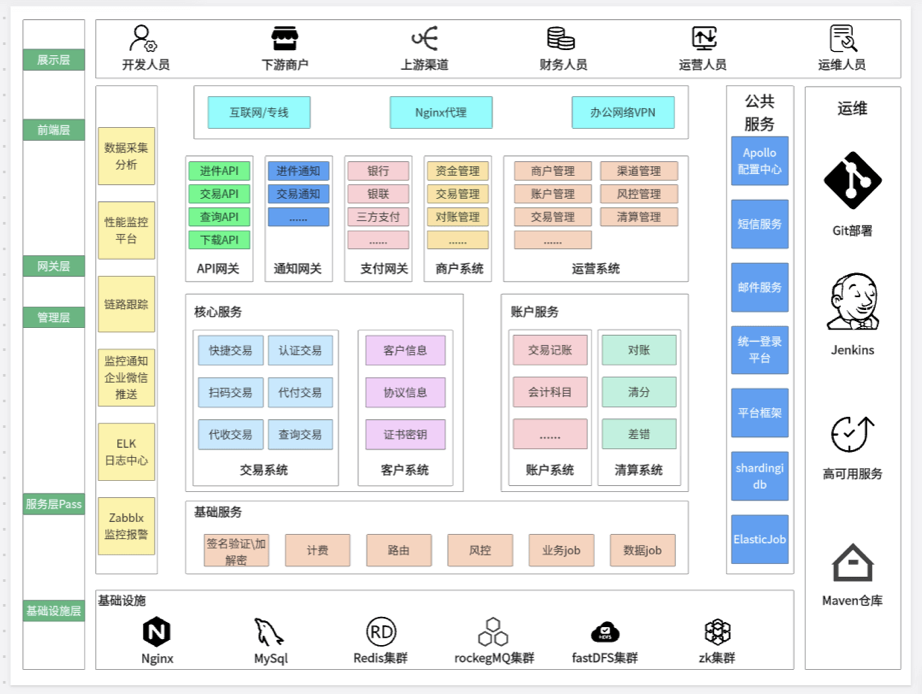 展示层
前端层
网关层
管理层
服务层Pass
基础设施层
开发人员
下游商户
上游渠道
财务人员
运营人员
运维人员
数据采集
分析
性能监控
平台
链路跟踪
监控通知
企业微信
推送
ELK
日志中心
Zabblx
监控报警
互联网/专线
Nginx代理
办公网络VPN
进件API
交易API
查询API
下载API
API网关
进件通知
交易通知
......
通知网关
银行
银联
三方支付
......
支付网关
资金管理
交易管理
对账管理
......
商户系统
商户管理
渠道管理
账户管理
风控管理
交易管理
清算管理
......
运营系统
核心服务
快捷交易
认证交易
扫码交易
代付交易
代收交易
查询交易
交易系统
客户信息
协议信息
证书密钥
客户系统
账户服务
交易记账
会计科目
......
账户系统
对账
清分
差错
清算系统
基础服务
签名验证\加
解密
计费
路由
风控
业务job
数据job
公共
服务
Apollo
配置中心
短信服务
邮件服务
统一登录
平台
平台框架
shardingi
db
ElasticJob
运维
Git部署
Jenkins
高可用服务
Maven仓库
基础设施
Nginx
MySql
RD
Redis集群
rockegMQ集群
fastDFS集群
zk集群